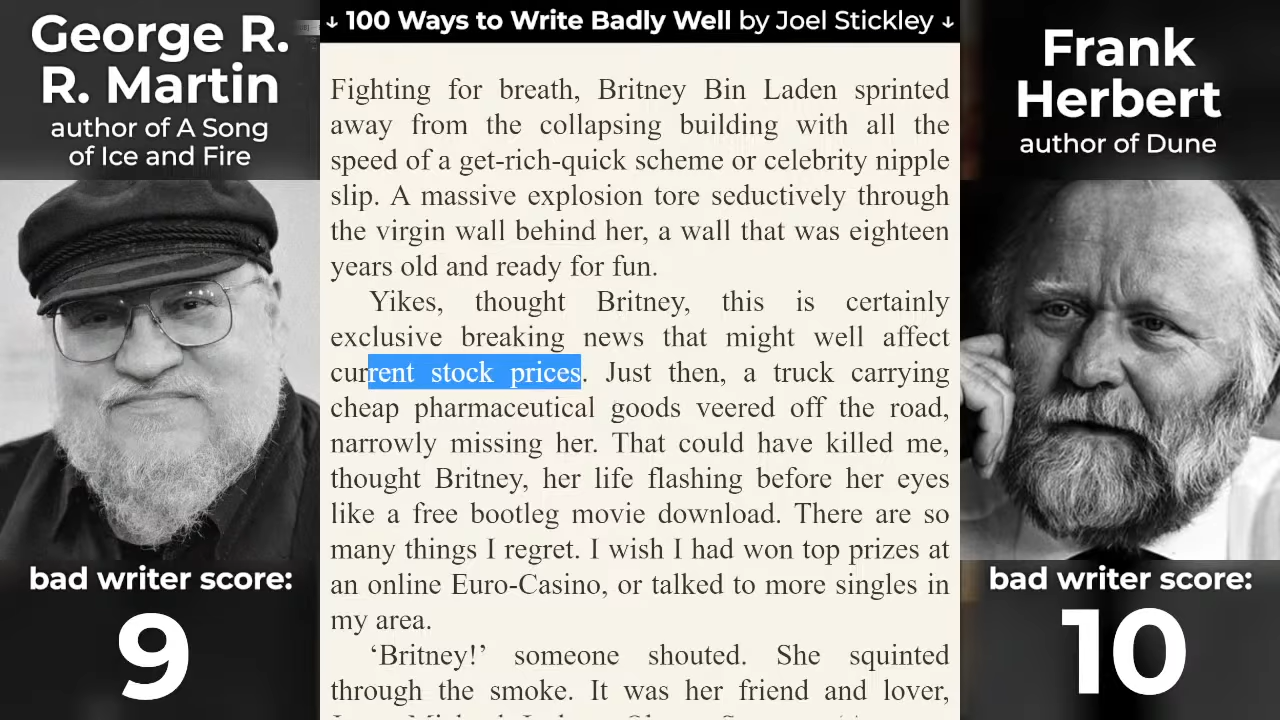 George R.
R. Martin
author of A Song
of Ice and Fire
bad writer score:
9
↓ 100 Ways to Write Badly Well by Joel Stickley ↓
Fighting for breath, Britney Bin Laden sprinted
away from the collapsing building with all the
speed of a get-rich-quick scheme or celebrity nipple
slip. A massive explosion tore seductively through
the virgin wall behind her, a wall that was eighteen
years old and ready for fun.
Yikes, thought Britney, this is certainly
exclusive breaking news that might well affect
current stock prices. Just then, a truck carrying
cheap pharmaceutical goods veered off the road,
narrowly missing her. That could have killed me,
thought Britney, her life flashing before her eyes
like a free bootleg movie download. There are so
many things I regret. I wish I had won top prizes at
an online Euro-Casino, or talked to more singles in
my area.
‘Britney!’ someone shouted. She squinted
through the smoke. It was her friend and lover,
Frank
Herbert
author of Dune
bad writer score:
10